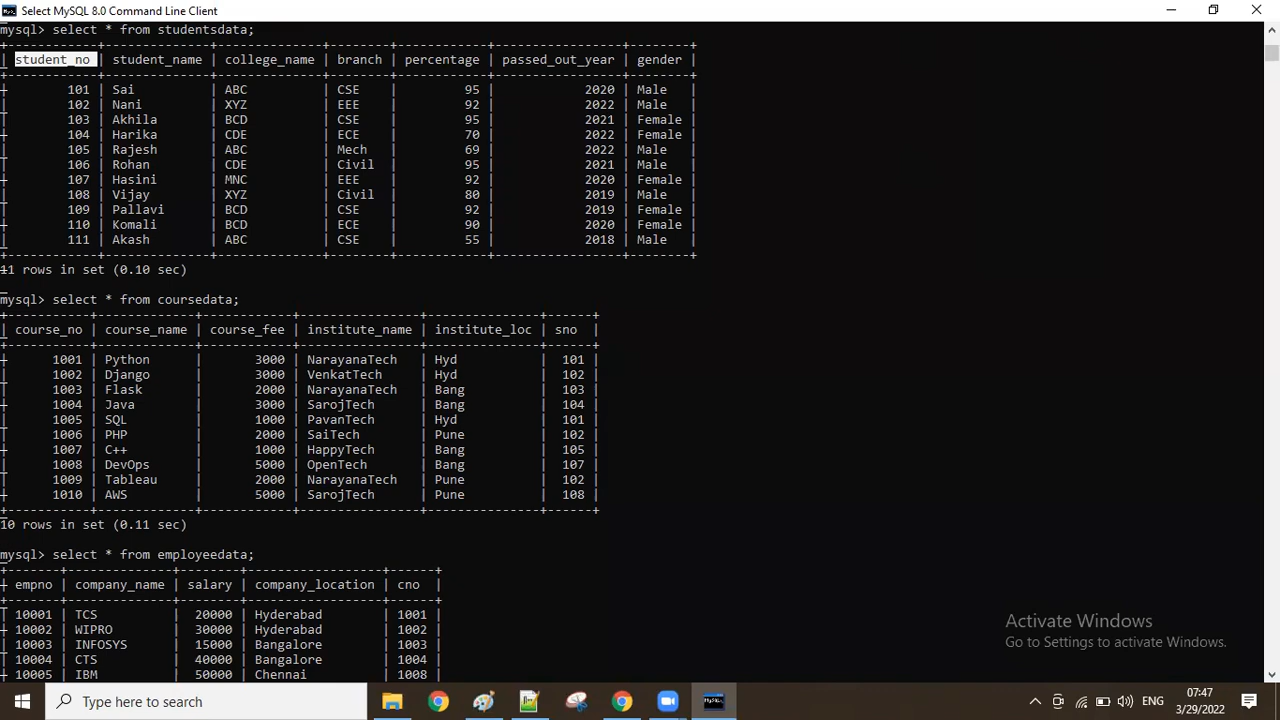 Select MySQL 8.0 Command Line Client
mysql> select * from studentsdata;
| student_no | student_name | college_name | branch | percentage | passed_out_year | gender |
| 101 | Sai | ABC | CSE | 95 | 2020 | Male |
| 102 | Nani | XYZ | EEE | 92 | 2022 | Male |
| 103 | Akhila | BCD | CSE | 95 | 2021 | Female |
| 104 | Harika | CDE | ECE | 70 | 2022 | Female |
| 105 | Rajesh | ABC | Mech | 69 | 2022 | Male |
| 106 | Rohan | CDE | Civil | 95 | 2021 | Male |
| 107 | Hasini | MNC | EEE | 92 | 2020 | Female |
| 108 | Vijay | XYZ | Civil | 80 | 2019 | Male |
| 109 | Pallavi | BCD | CSE | 92 | 2019 | Female |
| 110 | Komali | BCD | ECE | 90 | 2020 | Female |
| 111 | Akash | ABC | CSE | 55 | 2018 | Male |
11 rows in set (0.10 sec)
mysql> select * from coursedata;
| course_no | course_name | course_fee | institute_name | institute_loc | sno |
| 1001 | Python | 3000 | NarayanaTech | Hyd | 101 |
| 1002 | Django | 3000 | VenkatTech | Hyd | 102 |
| 1003 | Flask | 2000 | NarayanaTech | Bang | 103 |
| 1004 | Java | 3000 | SarojTech | Bang | 104 |
| 1005 | SQL | 1000 | PavanTech | Hyd | 101 |
| 1006 | PHP | 2000 | SaiTech | Pune | 102 |
| 1007 | C++ | 1000 | HappyTech | Bang | 105 |
| 1008 | DevOps | 5000 | OpenTech | Bang | 107 |
| 1009 | Tableau | 2000 | NarayanaTech | Pune | 102 |
| 1010 | AWS | 5000 | SarojTech | Pune | 108 |
10 rows in set (0.11 sec)
mysql> select * from employeedata;
| empno | company_name | salary | company_location | cno |
| 10001 | TCS | 20000 | Hyderabad | 1001 |
| 10002 | WIPRO | 30000 | Hyderabad | 1002 |
| 10003 | INFOSYS | 15000 | Bangalore | 1003 |
| 10004 | CTS | 40000 | Bangalore | 1004 |
| 10005 | IBM | 50000 | Chennai | 1008 |
Activate Windows
Go to Settings to activate Windows.
Type here to search
ENG
07:47
3/29/2022